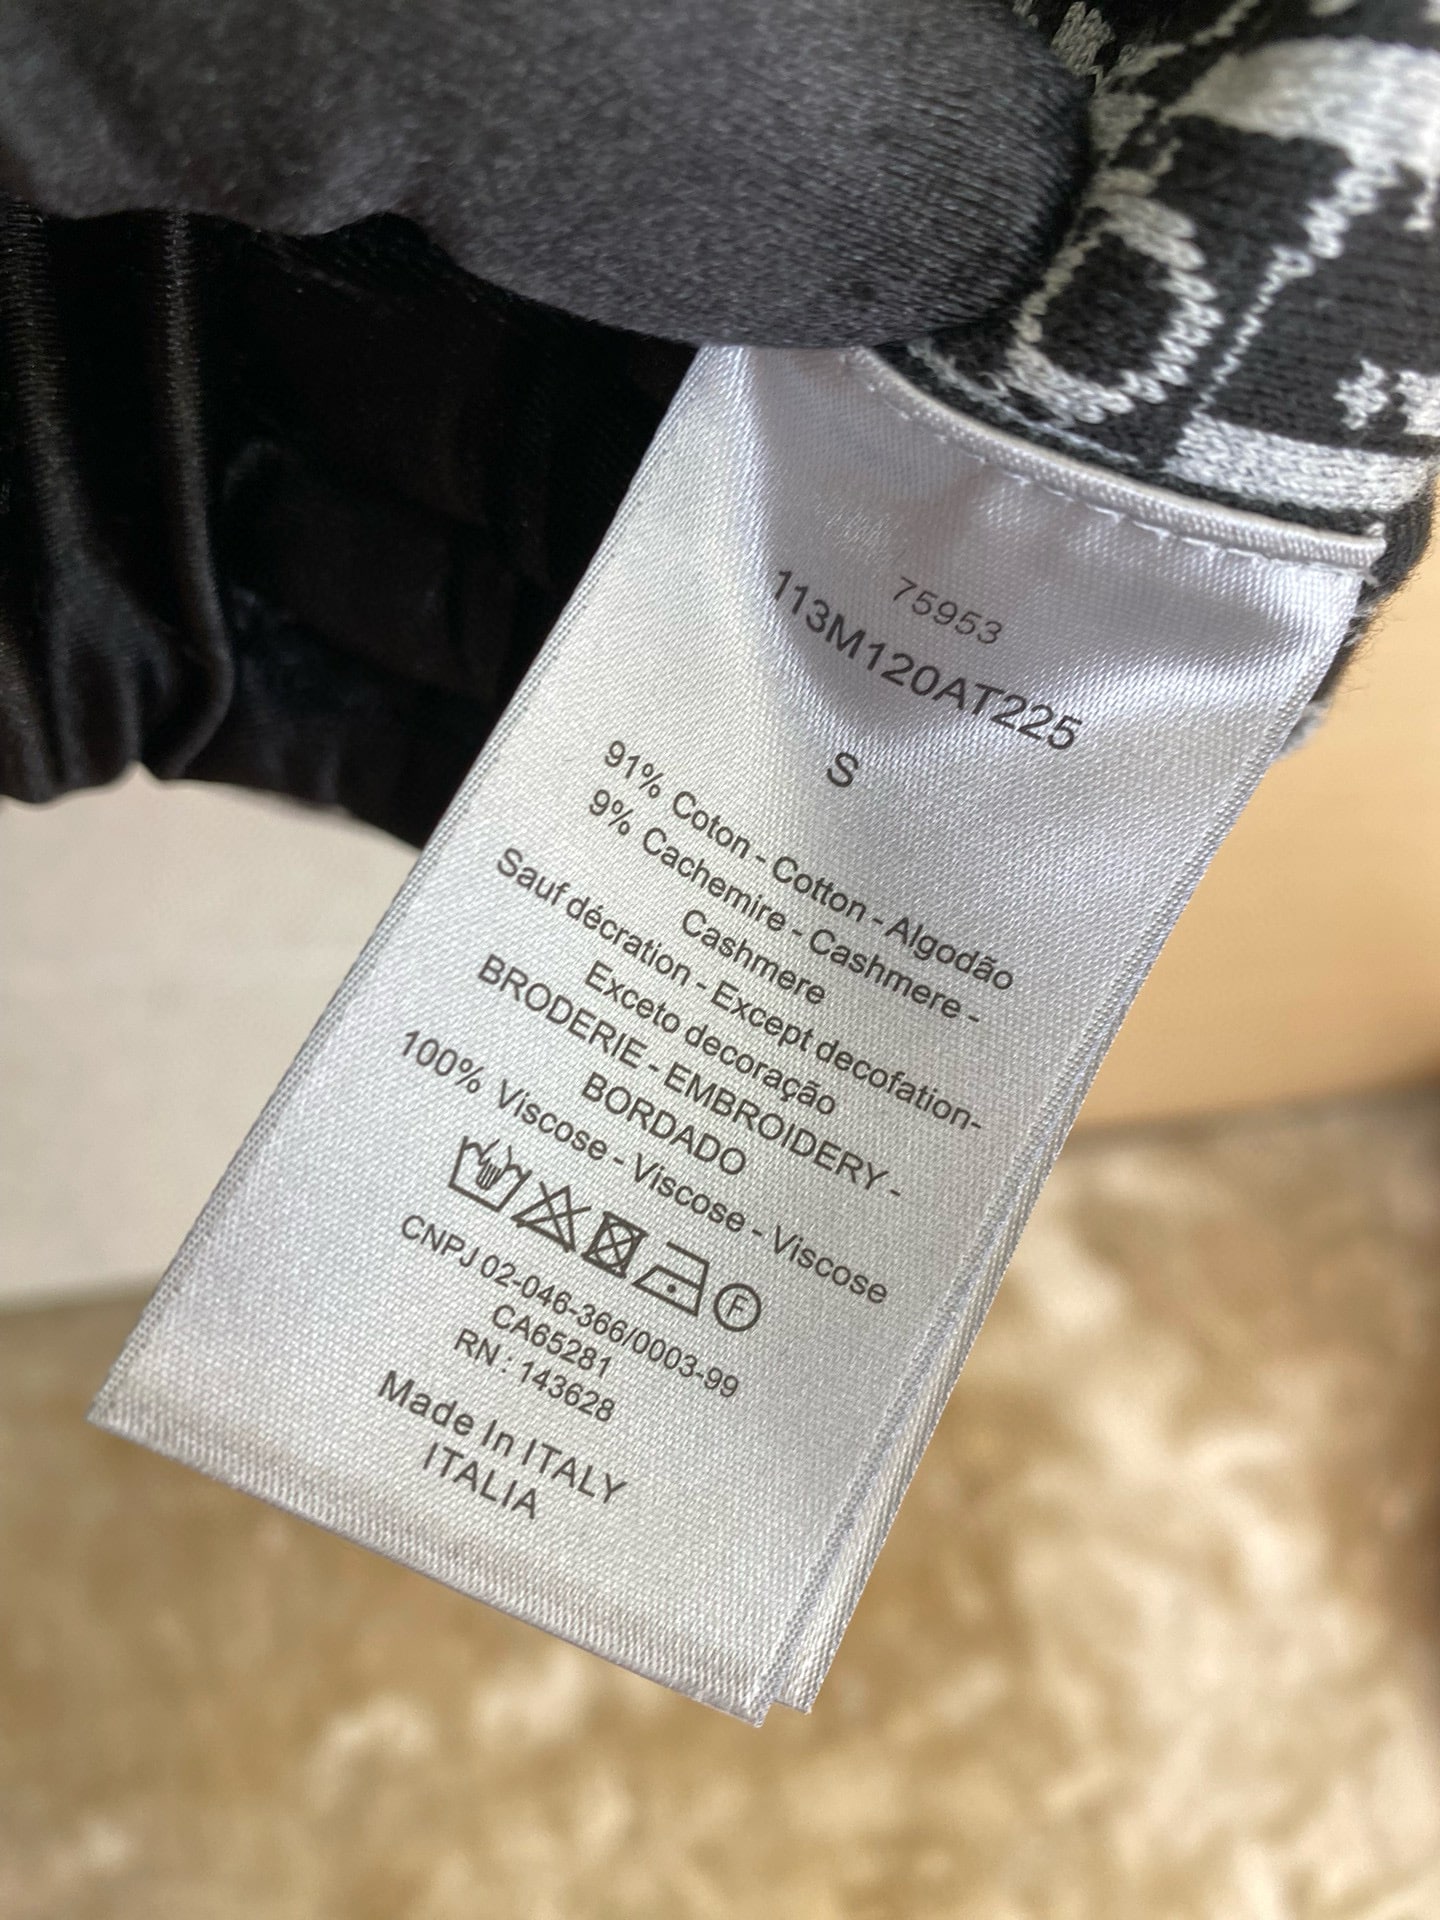 75953
113M120AT225
S
91% Coton - Cotton - Algodão
9% Cachemire - Cashmere -
Cashmere
Sauf décration - Except decofation-
Exceto decoração
BRODERIE - EMBROIDERY -
BORDADO
100% Viscose - Viscose - Viscose
F
CNPJ 02-046-366/0003-99
CA65281
RN : 143628
Made In ITALY
ITALIA